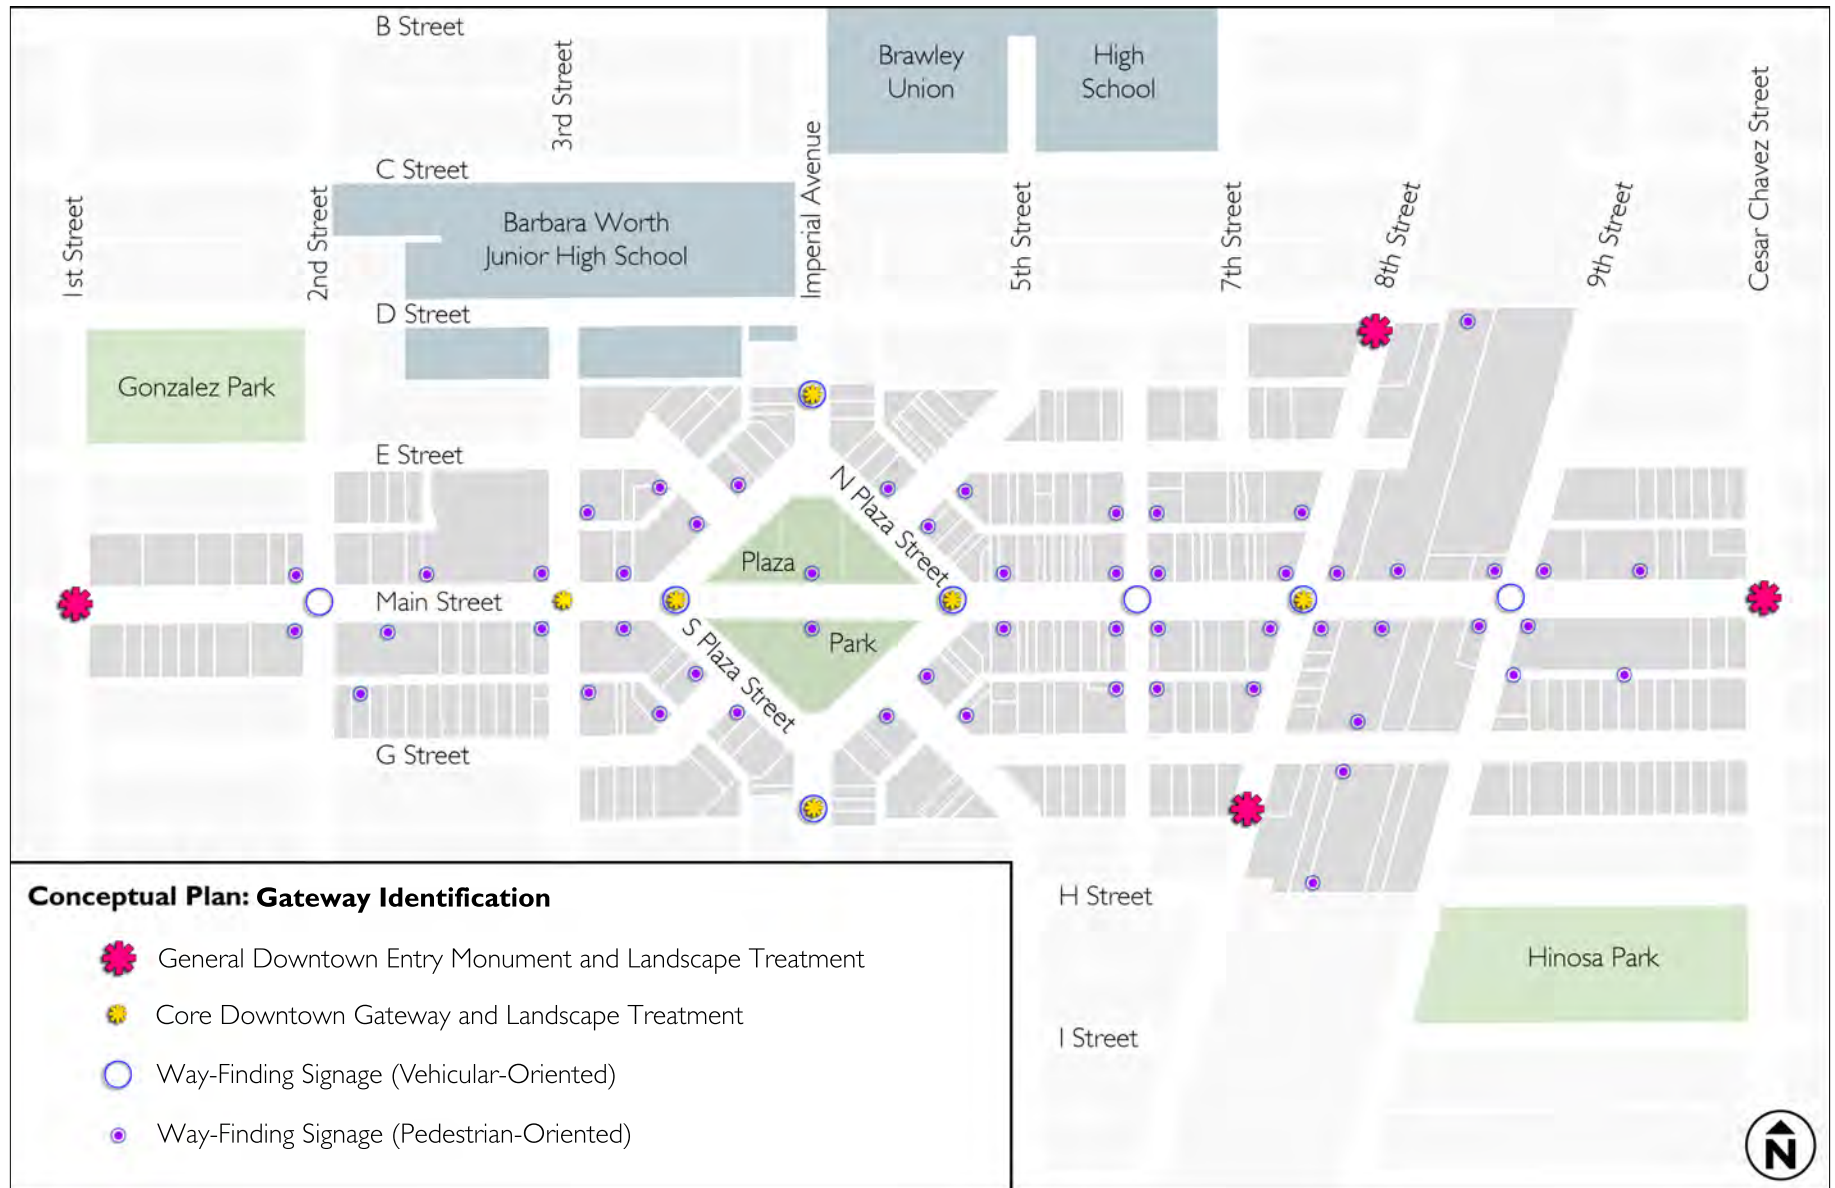 B Street
3rd Street
Brawley
Union
High
School
Cesar Chavez Street
C Street
Imperial Avenue
1st Street
2nd Street
Barbara Worth
Junior High School
5th Street
7th Street
8th Street
9th Street
D Street
Gonzalez Park
E Street
N Plaza Street
Plaza
Main Street
S Plaza Street
Park
G Street
Conceptual Plan: Gateway Identification
General Downtown Entry Monument and Landscape Treatment
Core Downtown Gateway and Landscape Treatment
Way-Finding Signage (Vehicular-Oriented)
Way-Finding Signage (Pedestrian-Oriented)
H Street
Hinosa Park
I Street
N